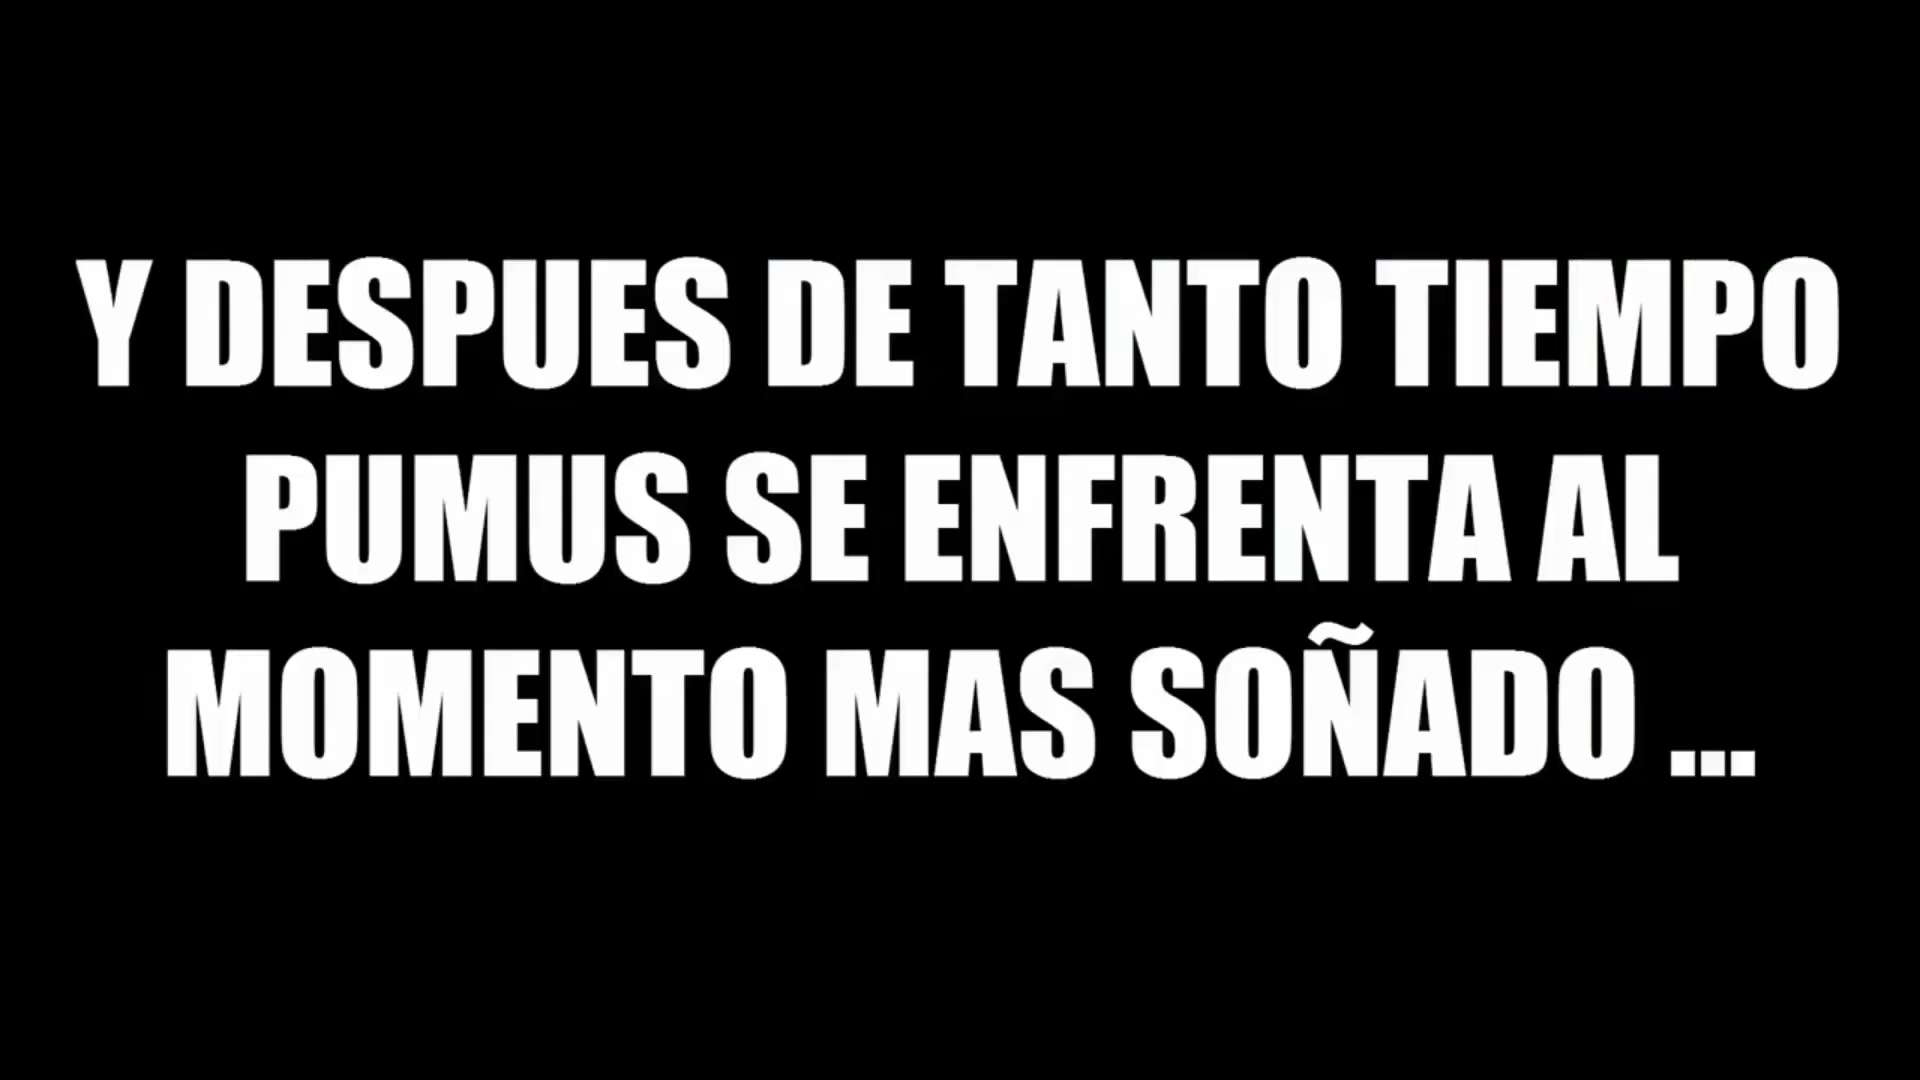 Y DESPUES DE TANTO TIEMPO
PUMUS SE ENFRENTA AL
MOMENTO MAS SOÑADO ...